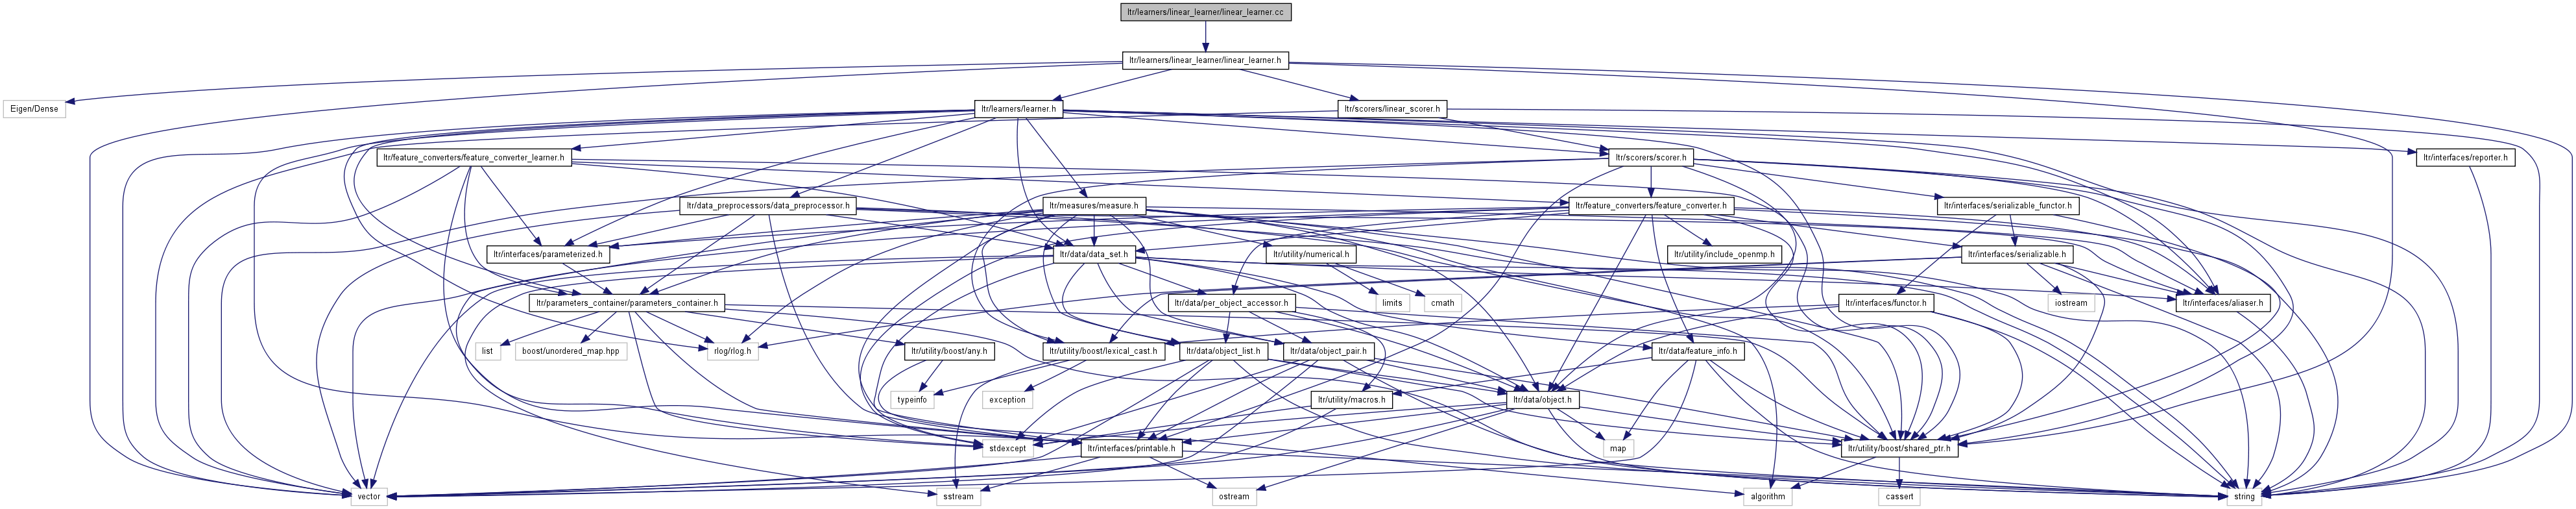 ltr/learners/linear_learner/linear_learner.cc
ltr/learners/linear_learner/linear_learner.h
Eigen/Dense
ltr/learners/learner.h
ltr/scorers/linear_scorer.h
ltr/feature_converters/feature_converter_learner.h
ltr/scorers/scorer.h
ltr/interfaces/reporter.h
ltr/data_preprocessors/data_preprocessor.h
ltr/measures/measure.h
ltr/feature_converters/feature_converter.h
ltr/interfaces/serializable_functor.h
ltr/interfaces/parameterized.h
ltr/data/data_set.h
ltr/utility/numerical.h
ltr/utility/include_openmp.h
ltr/interfaces/serializable.h
ltr/parameters_container/parameters_container.h
ltr/data/per_object_accessor.h
limits
cmath
ltr/interfaces/functor.h
iostream
ltr/interfaces/aliaser.h
list
boost/unordered_map.hpp
rlog/rlog.h
ltr/utility/boost/any.h
ltr/utility/boost/lexical_cast.h
ltr/data/object_list.h
ltr/data/object_pair.h
ltr/data/feature_info.h
typeinfo
exception
ltr/utility/macros.h
ltr/data/object.h
stdexcept
ltr/interfaces/printable.h
map
ltr/utility/boost/shared_ptr.h
vector
sstream
ostream
algorithm
cassert
string